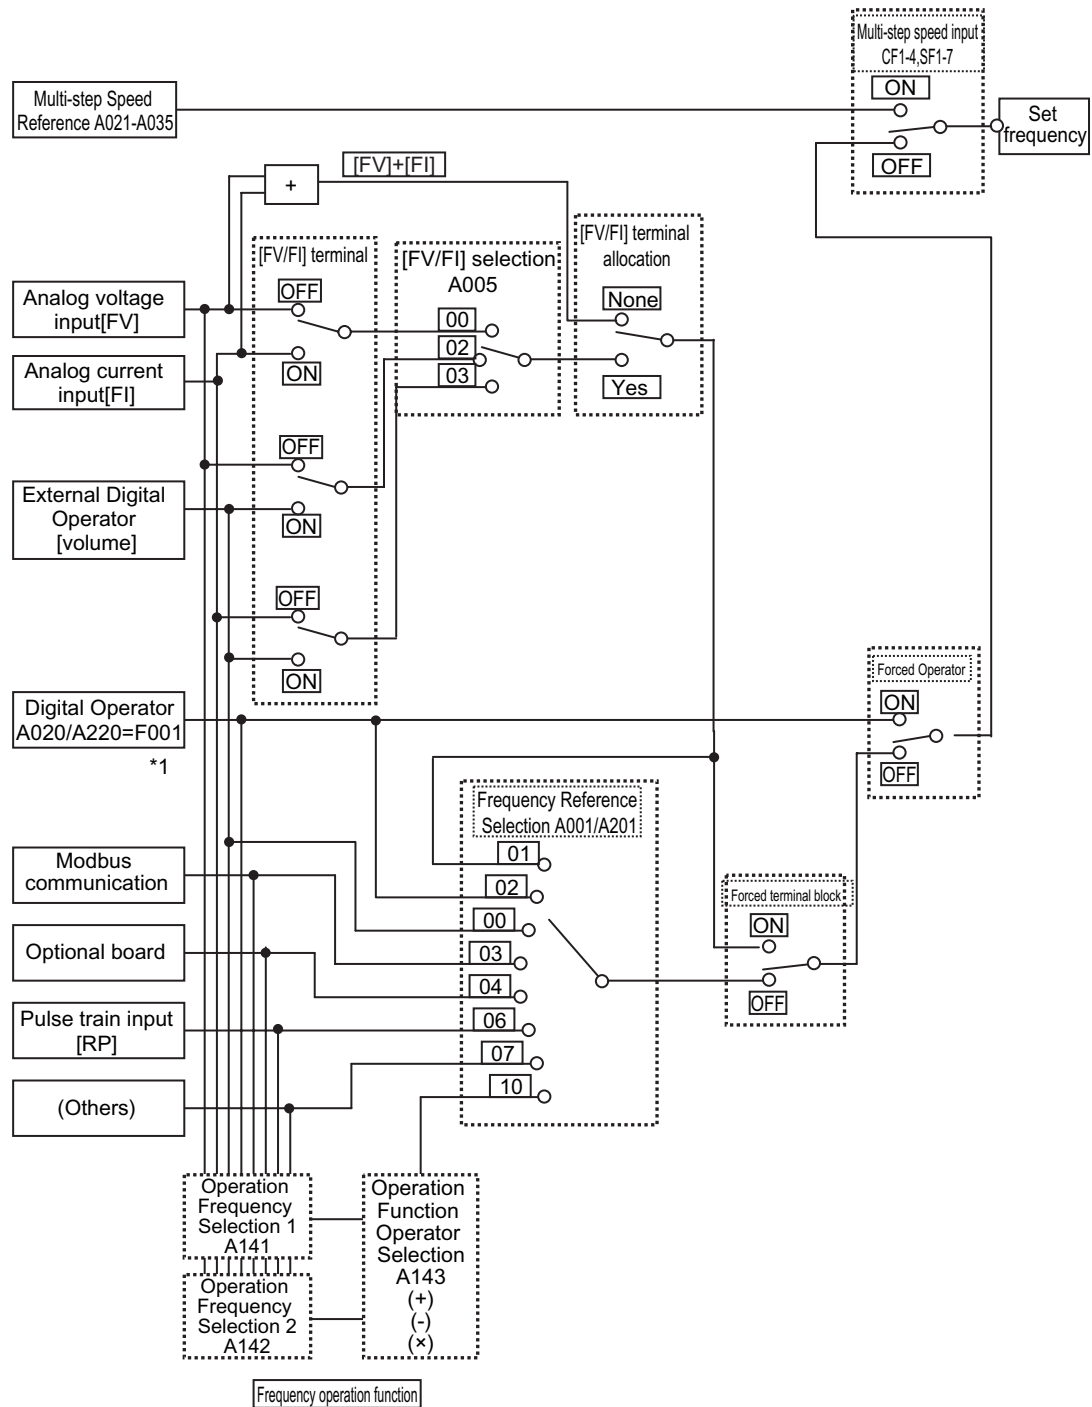 Multi-step speed input
CF1-4,SF1-7
ON
OFF
Set
frequency
Multi-step Speed
Reference A021-A035
[FV]+[FI]
+
[FV/FI] terminal
OFF
ON
OFF
ON
OFF
ON
[FV/FI] selection
A005
00
02
03
[FV/FI] terminal
allocation
None
Yes
Analog voltage
input[FV]
Analog current
input[FI]
External Digital
Operator
[volume]
Digital Operator
A020/A220=F001
*1
Forced Operator
ON
OFF
Frequency Reference
Selection A001/A201
01
02
00
03
04
06
07
10
Forced terminal block
ON
OFF
Modbus
communication
Optional board
Pulse train input
[RP]
(Others)
Operation
Frequency
Selection 1
A141
Operation
Frequency
Selection 2
A142
Operation
Function
Operator
Selection
A143
(+)
(-)
(×)
Frequency operation function